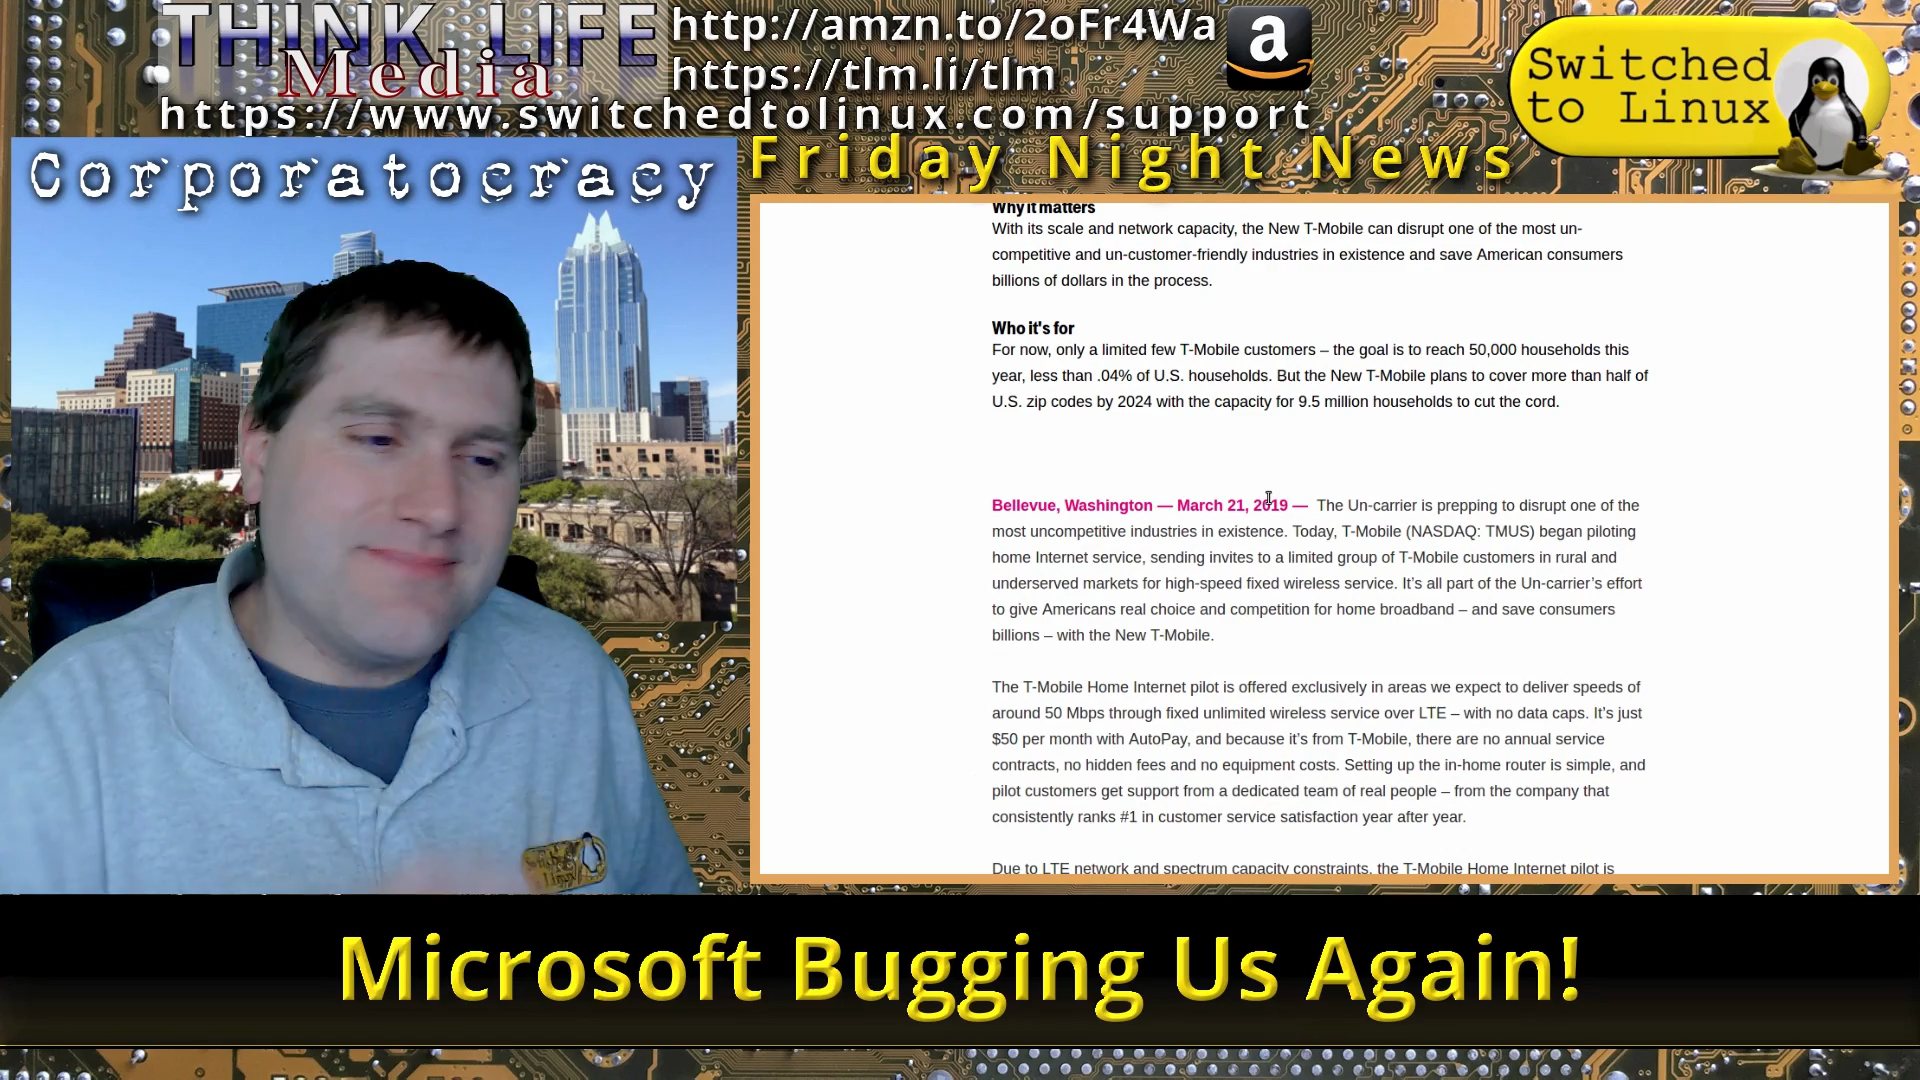 THINK LIFE
Media
http://amzn.to/2oFr4Wa
https://tlm.li/tlm
https://www.switchedtolinux.com/support
a
Switched
to Linux
Corporatocracy
Friday Night News
Why it matters
With its scale and network capacity, the New T-Mobile can disrupt one of the most un-
competitive and un-customer-friendly industries in existence and save American consumers
billions of dollars in the process.
Who it's for
For now, only a limited few T-Mobile customers – the goal is to reach 50,000 households this
year, less than .04% of U.S. households. But the New T-Mobile plans to cover more than half of
U.S. zip codes by 2024 with the capacity for 9.5 million households to cut the cord.
Bellevue, Washington — March 21, 2019 — The Un-carrier is prepping to disrupt one of the
most uncompetitive industries in existence. Today, T-Mobile (NASDAQ: TMUS) began piloting
home Internet service, sending invites to a limited group of T-Mobile customers in rural and
underserved markets for high-speed fixed wireless service. It's all part of the Un-carrier's effort
to give Americans real choice and competition for home broadband – and save consumers
billions – with the New T-Mobile.
The T-Mobile Home Internet pilot is offered exclusively in areas we expect to deliver speeds of
around 50 Mbps through fixed unlimited wireless service over LTE – with no data caps. It's just
$50 per month with AutoPay, and because it's from T-Mobile, there are no annual service
contracts, no hidden fees and no equipment costs. Setting up the in-home router is simple, and
pilot customers get support from a dedicated team of real people – from the company that
consistently ranks #1 in customer service satisfaction year after year.
Due to LTE network and spectrum capacity constraints, the T-Mobile Home Internet pilot is
Microsoft Bugging Us Again!